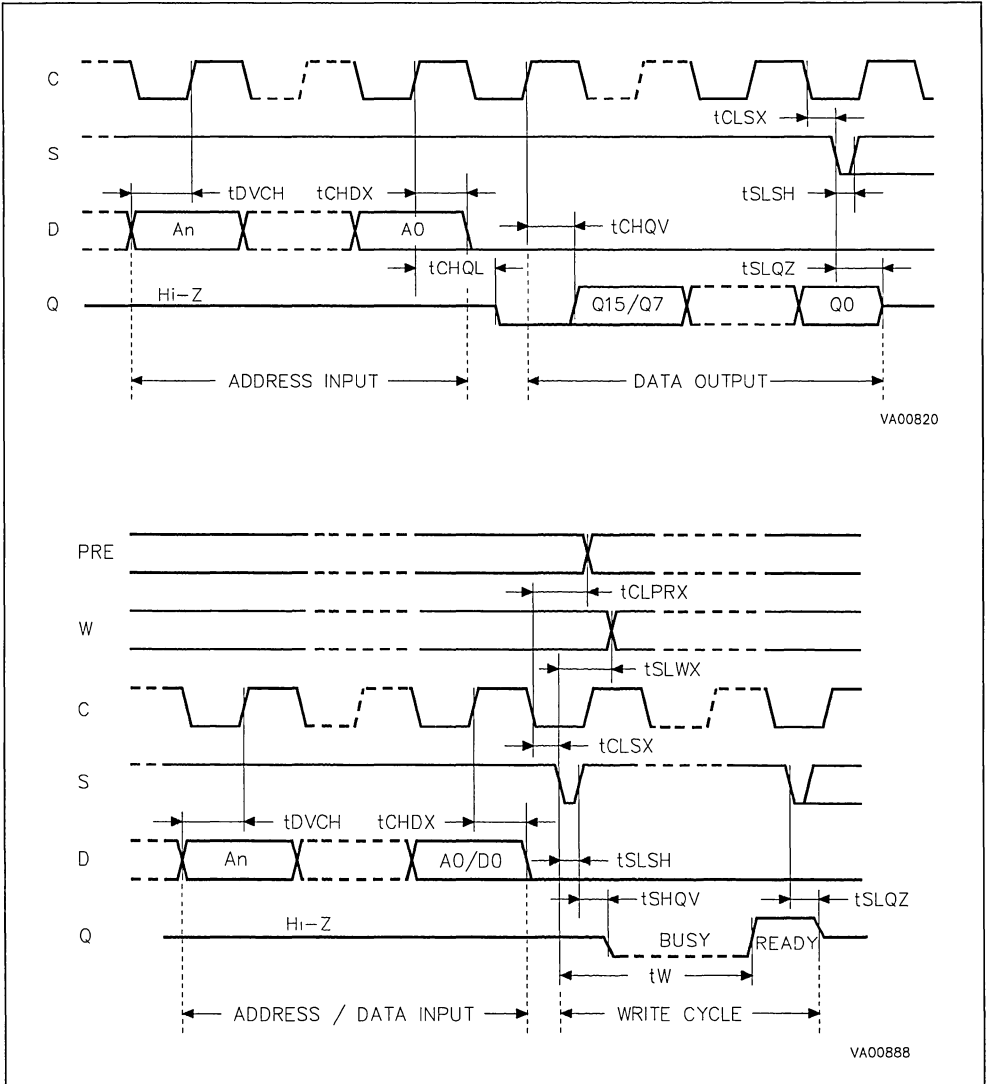 C
tCLSX
S
tSLSH
tDVCH
tCHDX
D
An
A0
tCHQV
tCHQL
tSLQZ
Q
Hi-Z
Q15/Q7
Q0
ADDRESS INPUT
DATA OUTPUT
VA00820
PRE
tCLPRX
W
tSLWX
C
tCLSX
S
tDVCH
tCHDX
D
An
A0/D0
tSLSH
tSHQV
tSLQZ
Q
Hi-Z
BUSY
READY
tW
ADDRESS / DATA INPUT
WRITE CYCLE
VA00888